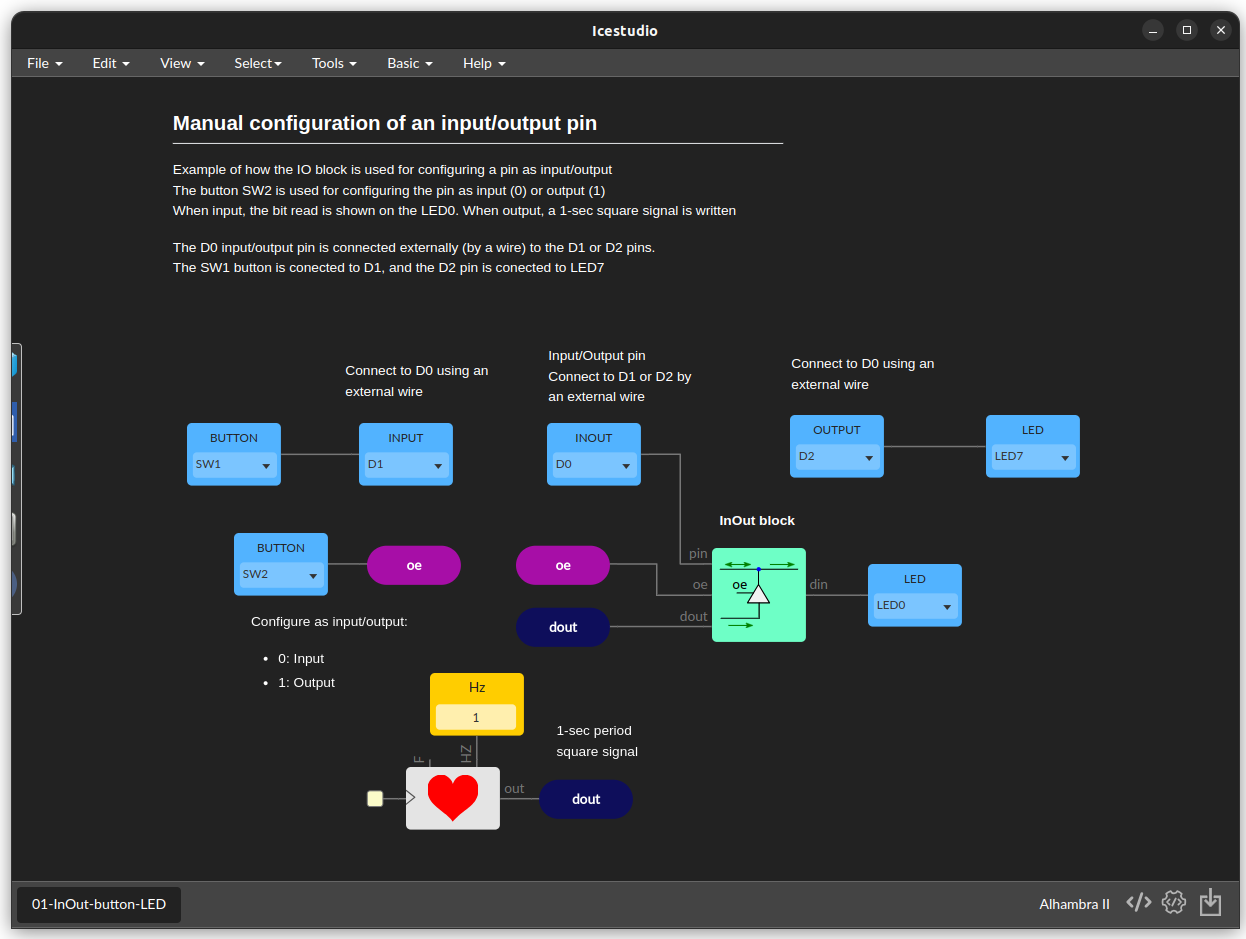 Icestudio
File Edit View Select Tools Basic Help
Manual configuration of an input/output pin
Example of how the IO block is used for configuring a pin as input/output
The button SW2 is used for configuring the pin as input (0) or output (1)
When input, the bit read is shown on the LED0. When output, a 1-sec square signal is written
The D0 input/output pin is connected externally (by a wire) to the D1 or D2 pins.
The SW1 button is conected to D1, and the D2 pin is conected to LED7
Connect to D0 using an
external wire
Input/Output pin
Connect to D1 or D2 by
an external wire
Connect to D0 using an
external wire
BUTTON
SW1
INPUT
D1
INOUT
D0
OUTPUT
D2
LED
LED7
InOut block
BUTTON
SW2
oe
oe
dout
pin
oe
dout
oe
din
LED
LED0
Configure as input/output:
• 0: Input
• 1: Output
Hz
1
1-sec period
square signal
F
HZ
out
dout
01-InOut-button-LED
Alhambra II